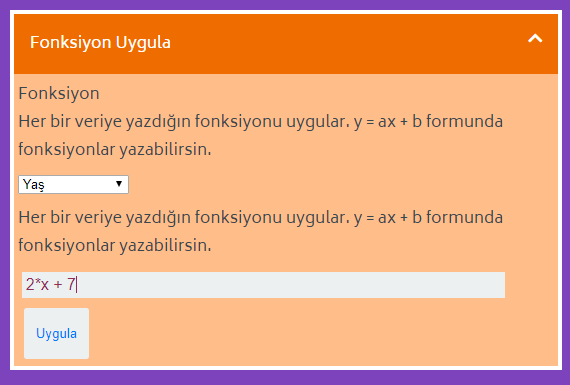 Fonksiyon Uygula
Fonksiyon
Her bir veriye yazdığın fonksiyonu uygular. y = ax + b formunda
fonksiyonlar yazabilirsin.
Yaş
Her bir veriye yazdığın fonksiyonu uygular. y = ax + b formunda
fonksiyonlar yazabilirsin.
2*x + 7
Uygula